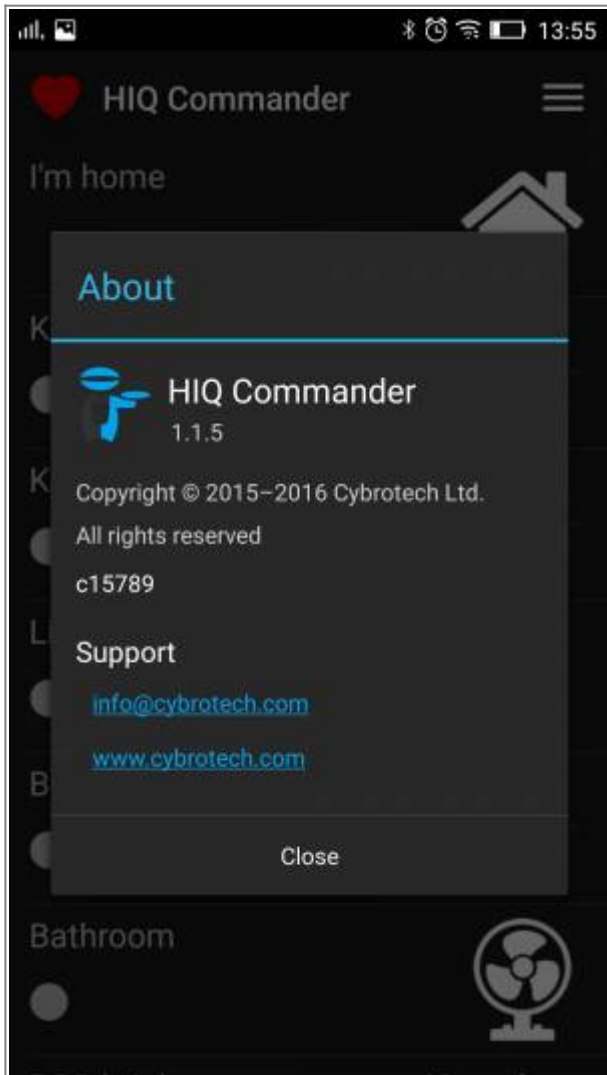 13:55
HIQ Commander
I'm home
About
K
HIQ Commander
1.1.5
K
Copyright © 2015–2016 Cybrotech Ltd.
All rights reserved
c15789
Li
Support
info@cybrotech.com
www.cybrotech.com
B
Close
Bathroom